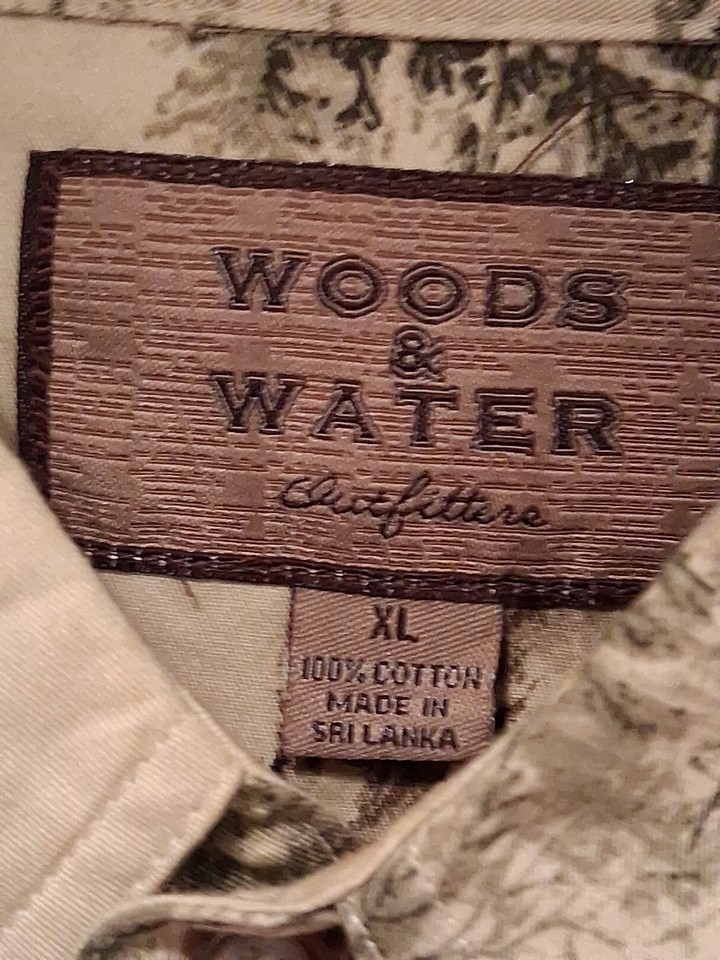 WOODS
&
WATER
Outfitters
XL
100% COTTON
MADE IN
SRI LANKA